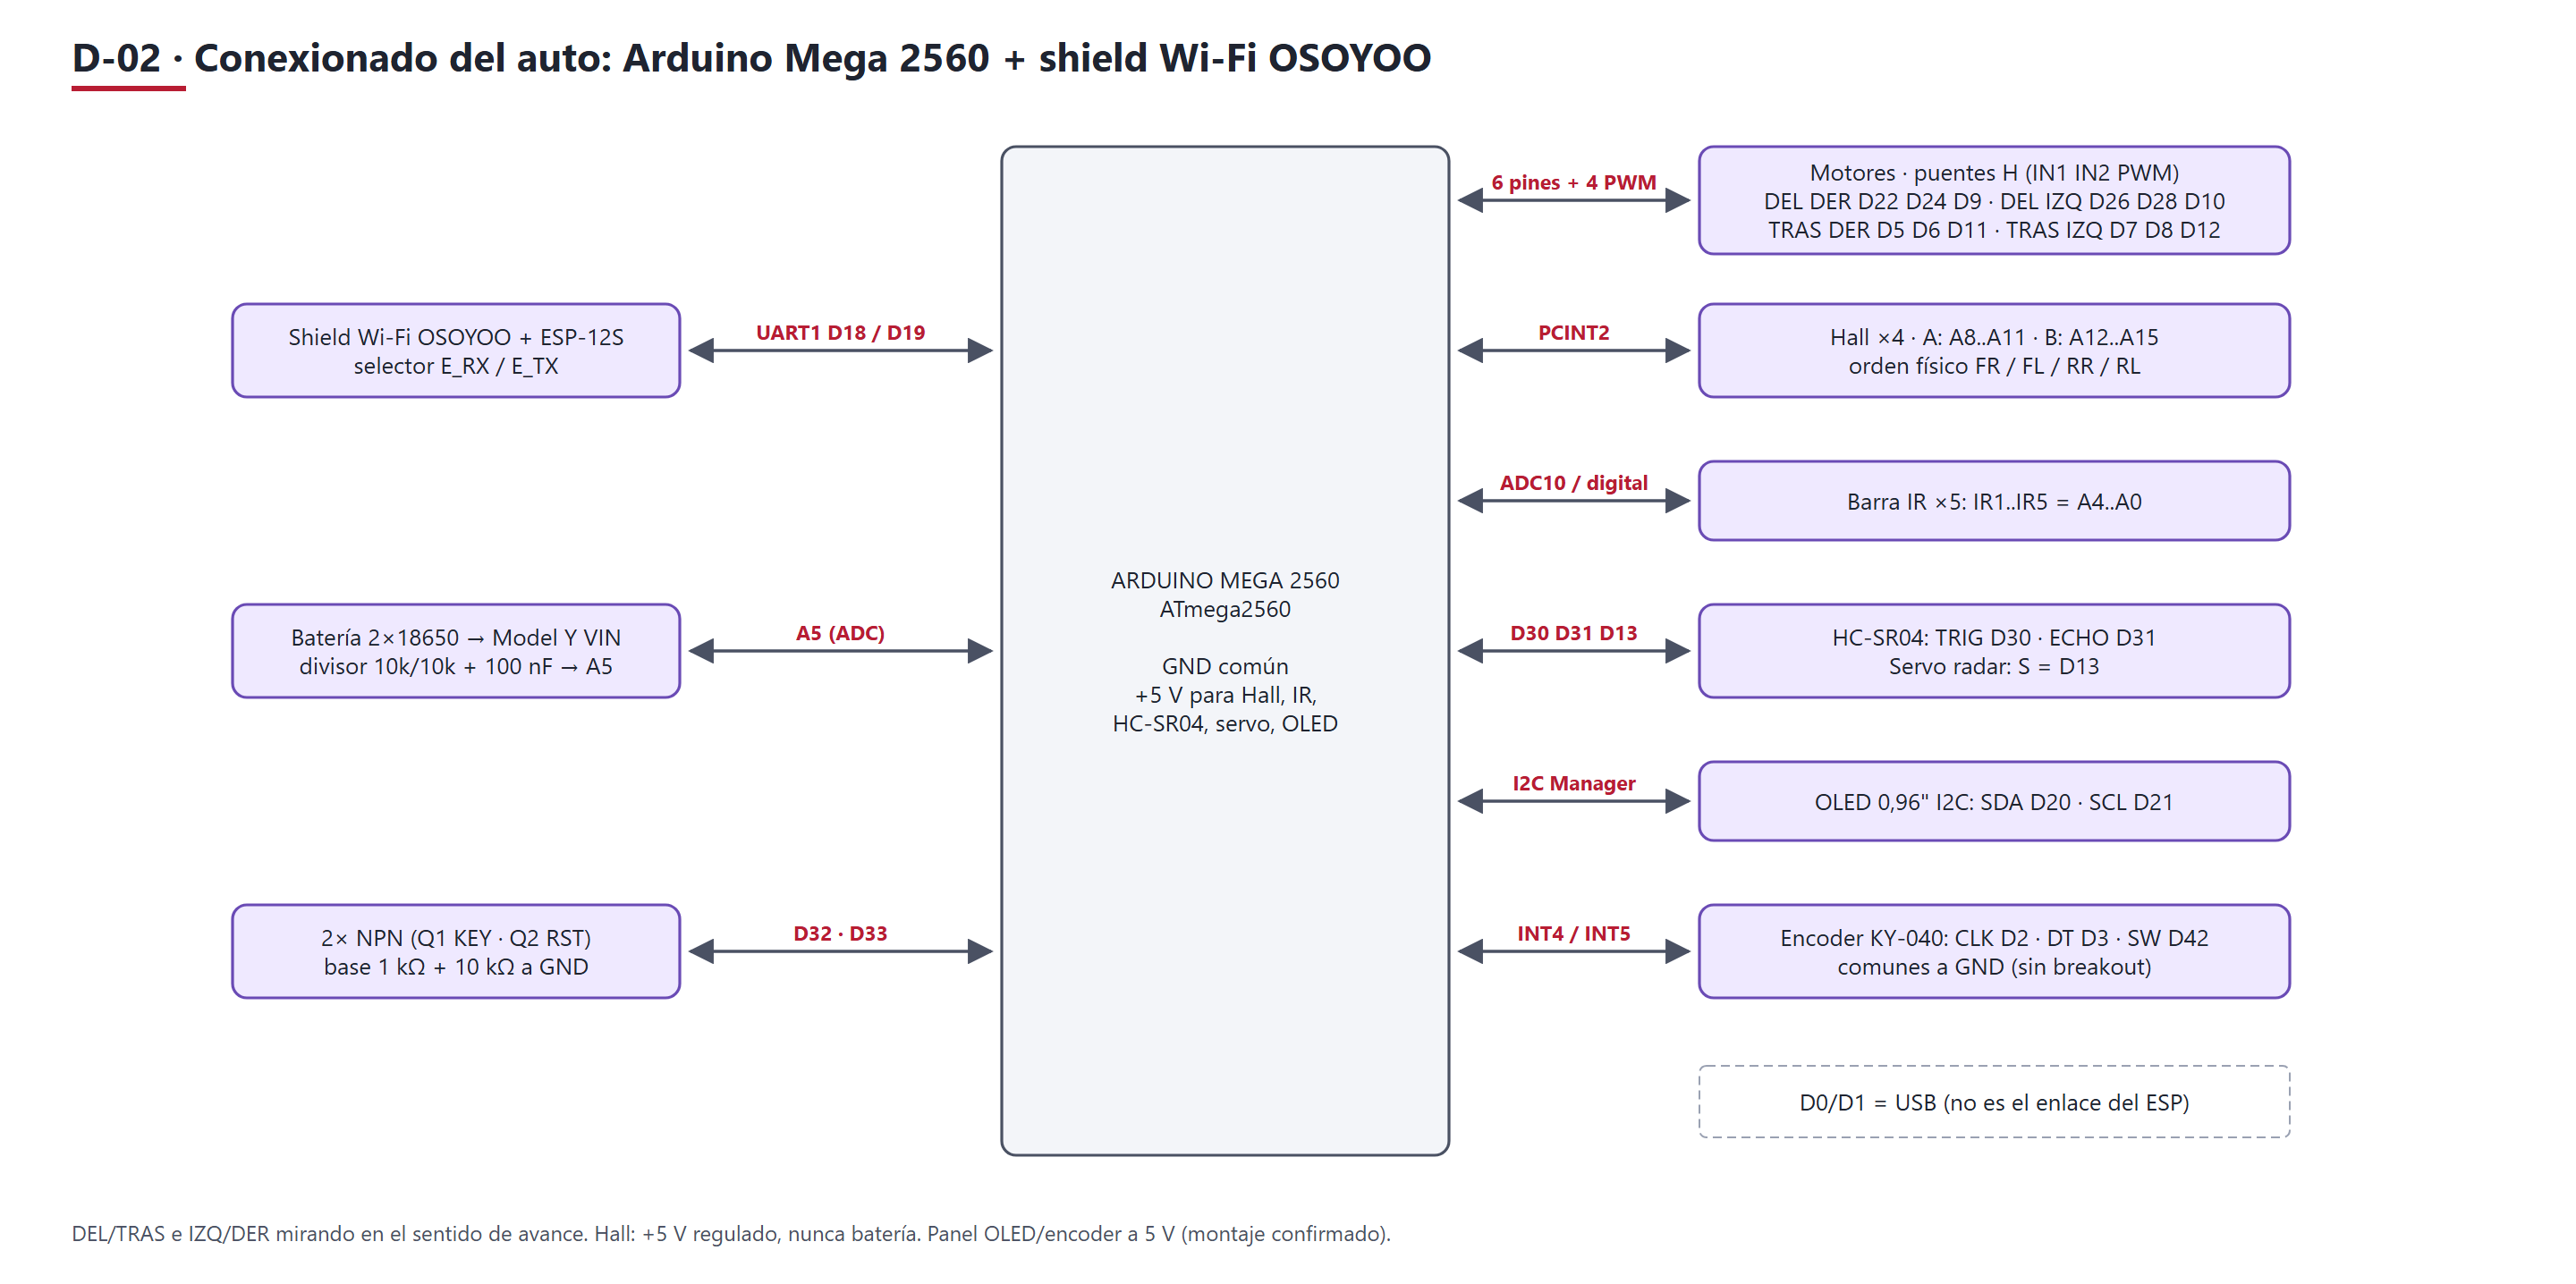 D-02 · Conexionado del auto: Arduino Mega 2560 + shield Wi-Fi OSOYOO
6 pines + 4 PWM
Motores · puentes H (IN1 IN2 PWM)
DEL DER D22 D24 D9 · DEL IZQ D26 D28 D10
TRAS DER D5 D6 D11 · TRAS IZQ D7 D8 D12
Shield Wi-Fi OSOYOO + ESP-12S
selector E_RX / E_TX
UART1 D18 / D19
PCINT2
Hall ×4 · A: A8..A11 · B: A12..A15
orden físico FR / FL / RR / RL
ADC10 / digital
Barra IR ×5: IR1..IR5 = A4..A0
ARDUINO MEGA 2560
ATmega2560
GND común
+5 V para Hall, IR,
HC-SR04, servo, OLED
Batería 2×18650 → Model Y VIN
divisor 10k/10k + 100 nF → A5
A5 (ADC)
D30 D31 D13
HC-SR04: TRIG D30 · ECHO D31
Servo radar: S = D13
I2C Manager
OLED 0,96" I2C: SDA D20 · SCL D21
2× NPN (Q1 KEY · Q2 RST)
base 1 kΩ + 10 kΩ a GND
D32 · D33
INT4 / INT5
Encoder KY-040: CLK D2 · DT D3 · SW D42
comunes a GND (sin breakout)
D0/D1 = USB (no es el enlace del ESP)
DEL/TRAS e IZQ/DER mirando en el sentido de avance. Hall: +5 V regulado, nunca batería. Panel OLED/encoder a 5 V (montaje confirmado).